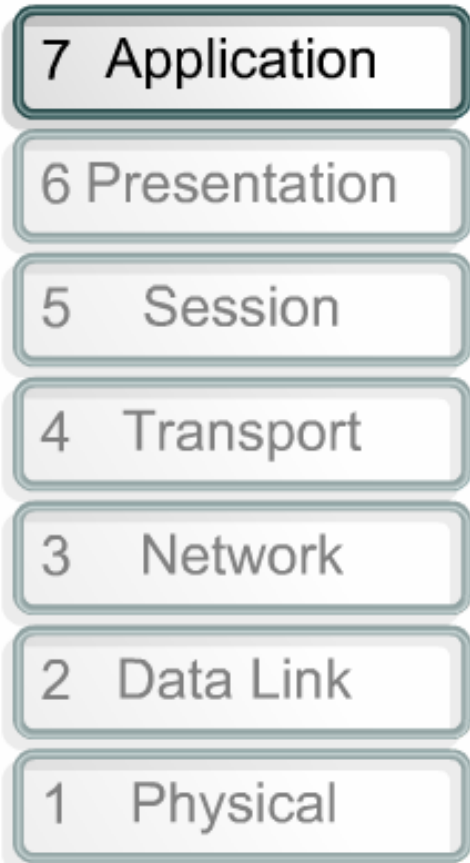 7 Application
6 Presentation
5 Session
4 Transport
3 Network
2 Data Link
1 Physical